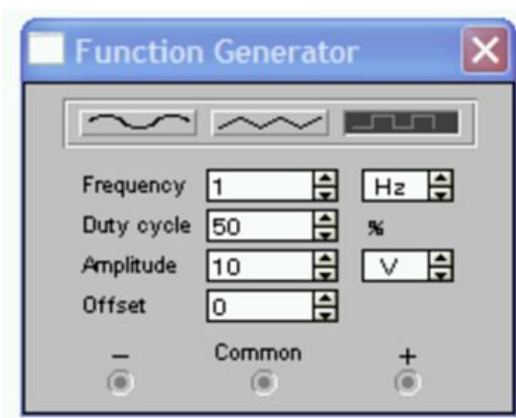 Function Generator
Frequency 1 Hz
Duty cycle 50 %
Amplitude 10 V
Offset 0
− Common +